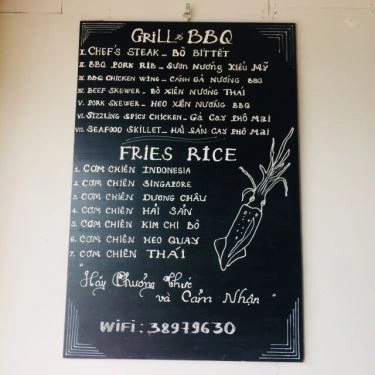 GRILL & BBQ
I. CHEF'S STEAK - BÒ BÍTTẾT
II. BBQ PORK RIB - SƯỜN NƯỚNG KIỂU MỸ
III. BBQ CHICKEN WING - CÁNH GÀ NƯỚNG BBQ
IV. BEEF SKEWER - BÒ XIÊN NƯỚNG THÁI
V. PORK SKEWER - HEO XIÊN NƯỚNG BBQ
VI. SIZZLING SPICY CHICKEN - GÀ CAY PHÔ MAI
VII. SEAFOOD SKILLET - HẢI SẢN CAY PHÔ MAI
FRIES RICE
1. CƠM CHIÊN INDONESIA
2. CƠM CHIÊN SINGAPORE
3. CƠM CHIÊN DƯƠNG CHÂU
4. CƠM CHIÊN HẢI SẢN
5. CƠM CHIÊN KIM CHI BÒ
6. CƠM CHIÊN HEO QUAY
7. CƠM CHIÊN THÁI
"Hãy Thưởng Thức
và Cảm Nhận"
WiFi: 38979630